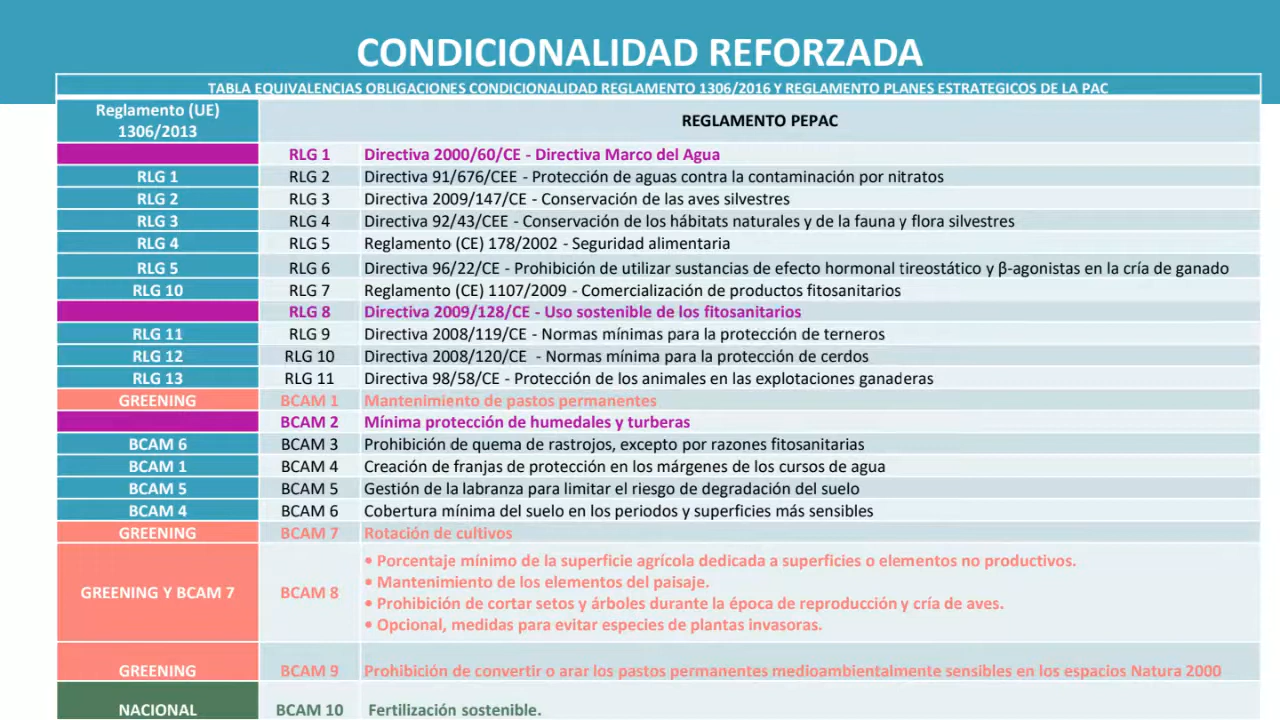 CONDICIONALIDAD REFORZADA
TABLA EQUIVALENCIAS OBLIGACIONES CONDICIONALIDAD REGLAMENTO 1306/2016 Y REGLAMENTO PLANES ESTRATEGICOS DE LA PAC
Reglamento (UE)
1306/2013
REGLAMENTO PEPAC
RLG 1 Directiva 2000/60/CE - Directiva Marco del Agua
RLG 1 RLG 2 Directiva 91/676/CEE - Protección de aguas contra la contaminación por nitratos
RLG 2 RLG 3 Directiva 2009/147/CE - Conservación de las aves silvestres
RLG 3 RLG 4 Directiva 92/43/CEE - Conservación de los hábitats naturales y de la fauna y flora silvestres
RLG 4 RLG 5 Reglamento (CE) 178/2002 - Seguridad alimentaria
RLG 5 RLG 6 Directiva 96/22/CE - Prohibición de utilizar sustancias de efecto hormonal tireostático y β-agonistas en la cría de ganado
RLG 10 RLG 7 Reglamento (CE) 1107/2009 - Comercialización de productos fitosanitarios
RLG 8 Directiva 2009/128/CE - Uso sostenible de los fitosanitarios
RLG 11 RLG 9 Directiva 2008/119/CE - Normas mínimas para la protección de terneros
RLG 12 RLG 10 Directiva 2008/120/CE - Normas mínima para la protección de cerdos
RLG 13 RLG 11 Directiva 98/58/CE - Protección de los animales en las explotaciones ganaderas
GREENING BCAM 1 Mantenimiento de pastos permanentes
BCAM 2 Mínima protección de humedales y turberas
BCAM 6 BCAM 3 Prohibición de quema de rastrojos, excepto por razones fitosanitarias
BCAM 1 BCAM 4 Creación de franjas de protección en los márgenes de los cursos de agua
BCAM 5 BCAM 5 Gestión de la labranza para limitar el riesgo de degradación del suelo
BCAM 4 BCAM 6 Cobertura mínima del suelo en los periodos y superficies más sensibles
GREENING BCAM 7 Rotación de cultivos
GREENING Y BCAM 7 BCAM 8
• Porcentaje mínimo de la superficie agrícola dedicada a superficies o elementos no productivos.
• Mantenimiento de los elementos del paisaje.
• Prohibición de cortar setos y árboles durante la época de reproducción y cría de aves.
• Opcional, medidas para evitar especies de plantas invasoras.
GREENING BCAM 9 Prohibición de convertir o arar los pastos permanentes medioambientalmente sensibles en los espacios Natura 2000
NACIONAL BCAM 10 Fertilización sostenible.